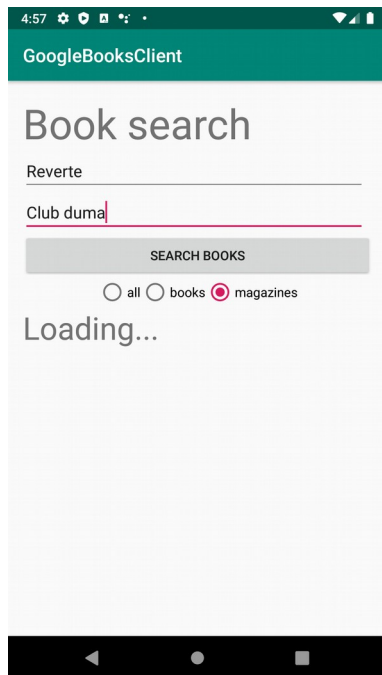 4:57
GoogleBooksClient
Book search
Reverte
Club duma
SEARCH BOOKS
all books magazines
Loading...